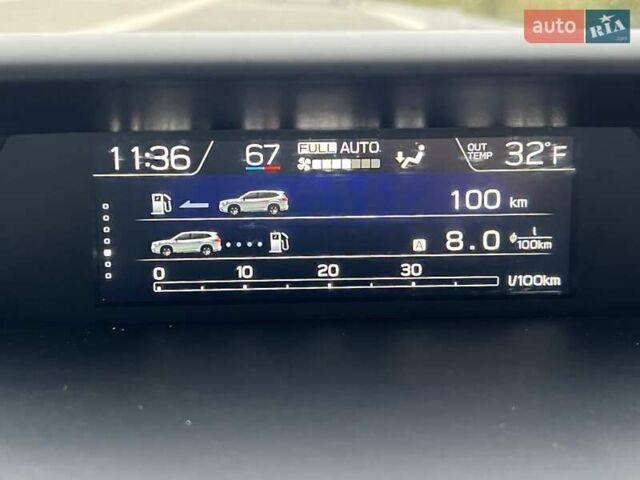 auto RIA
11:36 67 FULL AUTO OUT TEMP 32°F
100 km
A 8.0 ⌀ l/100km
0 10 20 30 l/100km